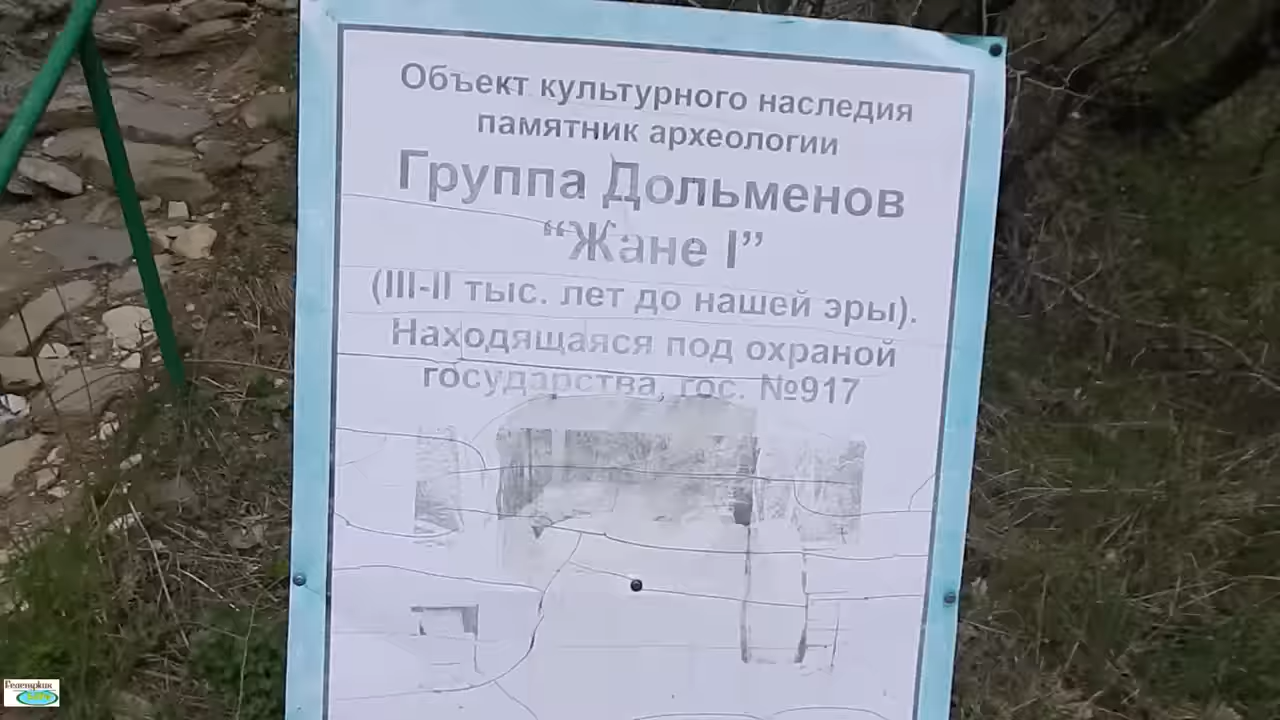 Объект культурного наследия
памятник археологии
Группа Дольменов
“Жане I”
(III-II тыс. лет до нашей эры).
Находящаяся под охраной
государства, гос. №917
Геленджик